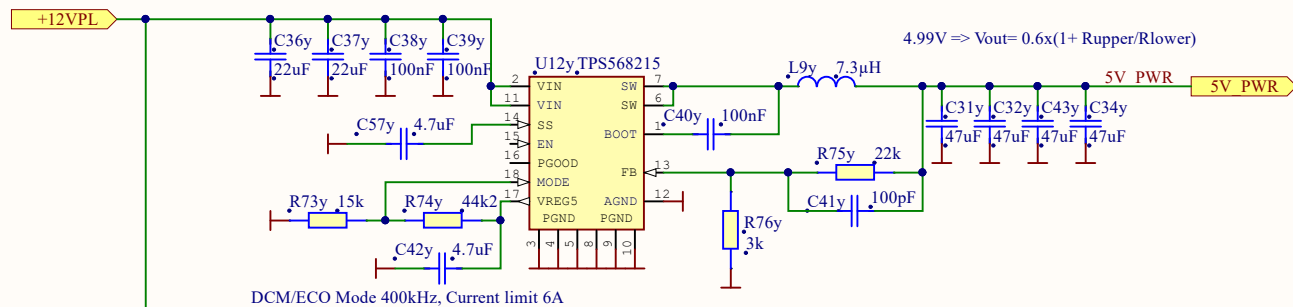 +12VPL
C36y
22uF
C37y
22uF
C38y
100nF
C39y
100nF
U12y TPS568215
2 VIN
11 VIN
14 SS
15 EN
16 PGOOD
18 MODE
17 VREG5
PGND PGND
3 4 5 8 9 10
SW 7
SW 6
BOOT 1
FB 13
AGND 12
C57y 4.7uF
R73y 15k
R74y 44k2
C42y 4.7uF
DCM/ECO Mode 400kHz, Current limit 6A
L9y 7.3µH
C40y 100nF
R75y 22k
C41y 100pF
R76y
3k
4.99V => Vout= 0.6x(1+ Rupper/Rlower)
5V_PWR
5V_PWR
C31y
47uF
C32y
47uF
C43y
47uF
C34y
47uF